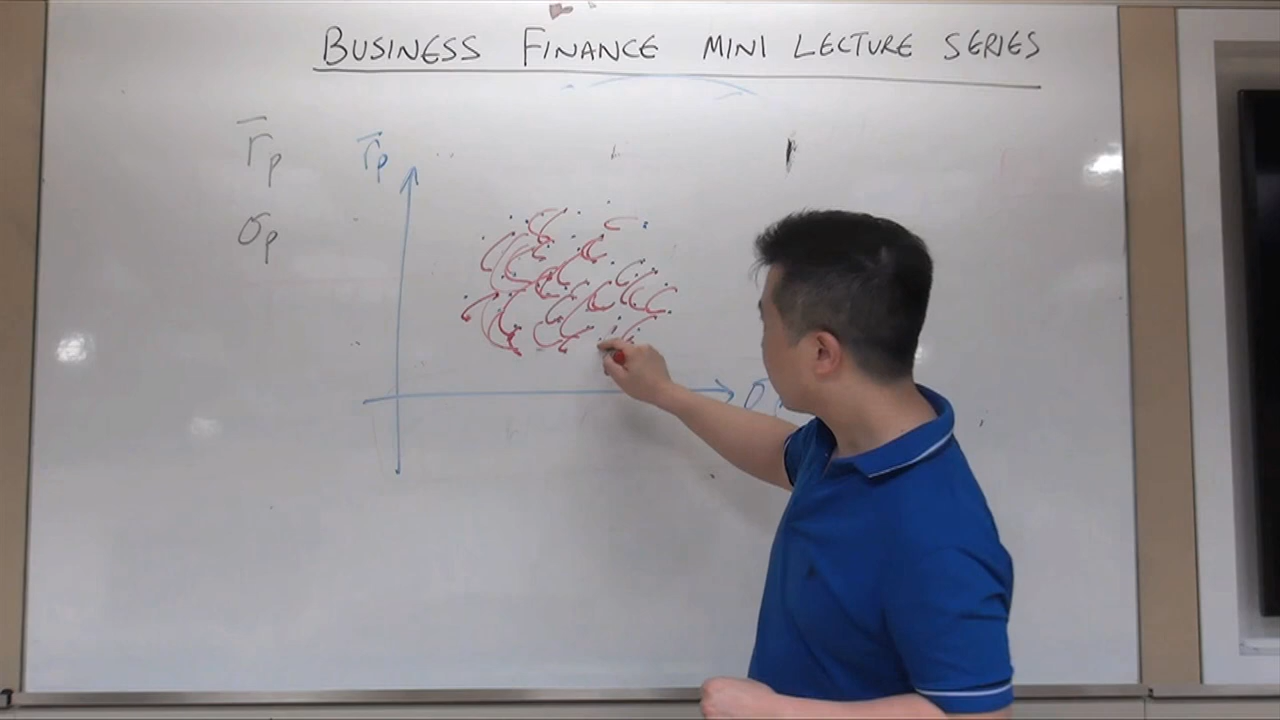 BUSINESS FINANCE MINI LECTURE SERIES
r̄p
r̄p
σp
σ